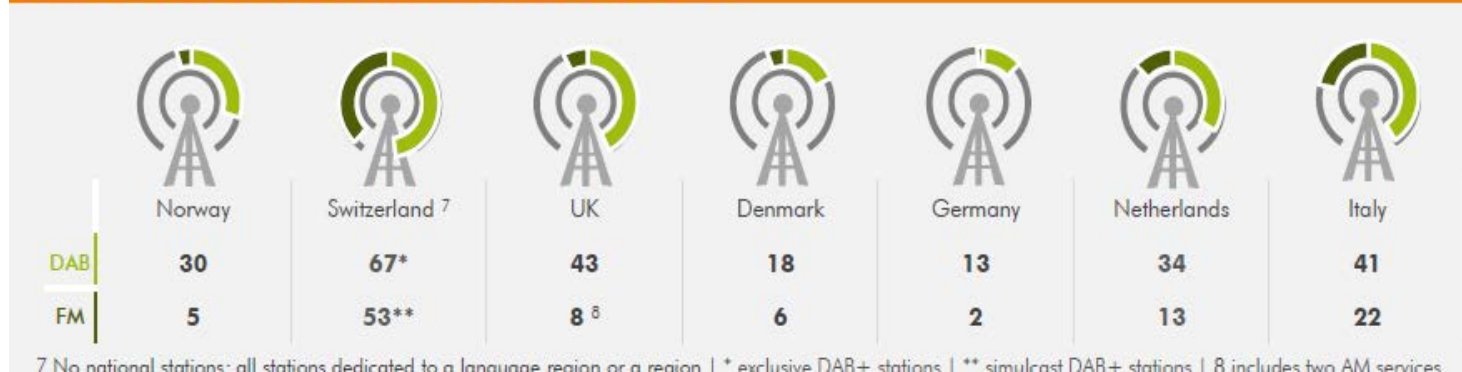 Norway Switzerland 7 UK Denmark Germany Netherlands Italy
DAB 30 67* 43 18 13 34 41
FM 5 53** 8 8 6 2 13 22
7 No national stations; all stations dedicated to a language region or a region | * exclusive DAB+ stations | ** simulcast DAB+ stations | 8 includes two AM services